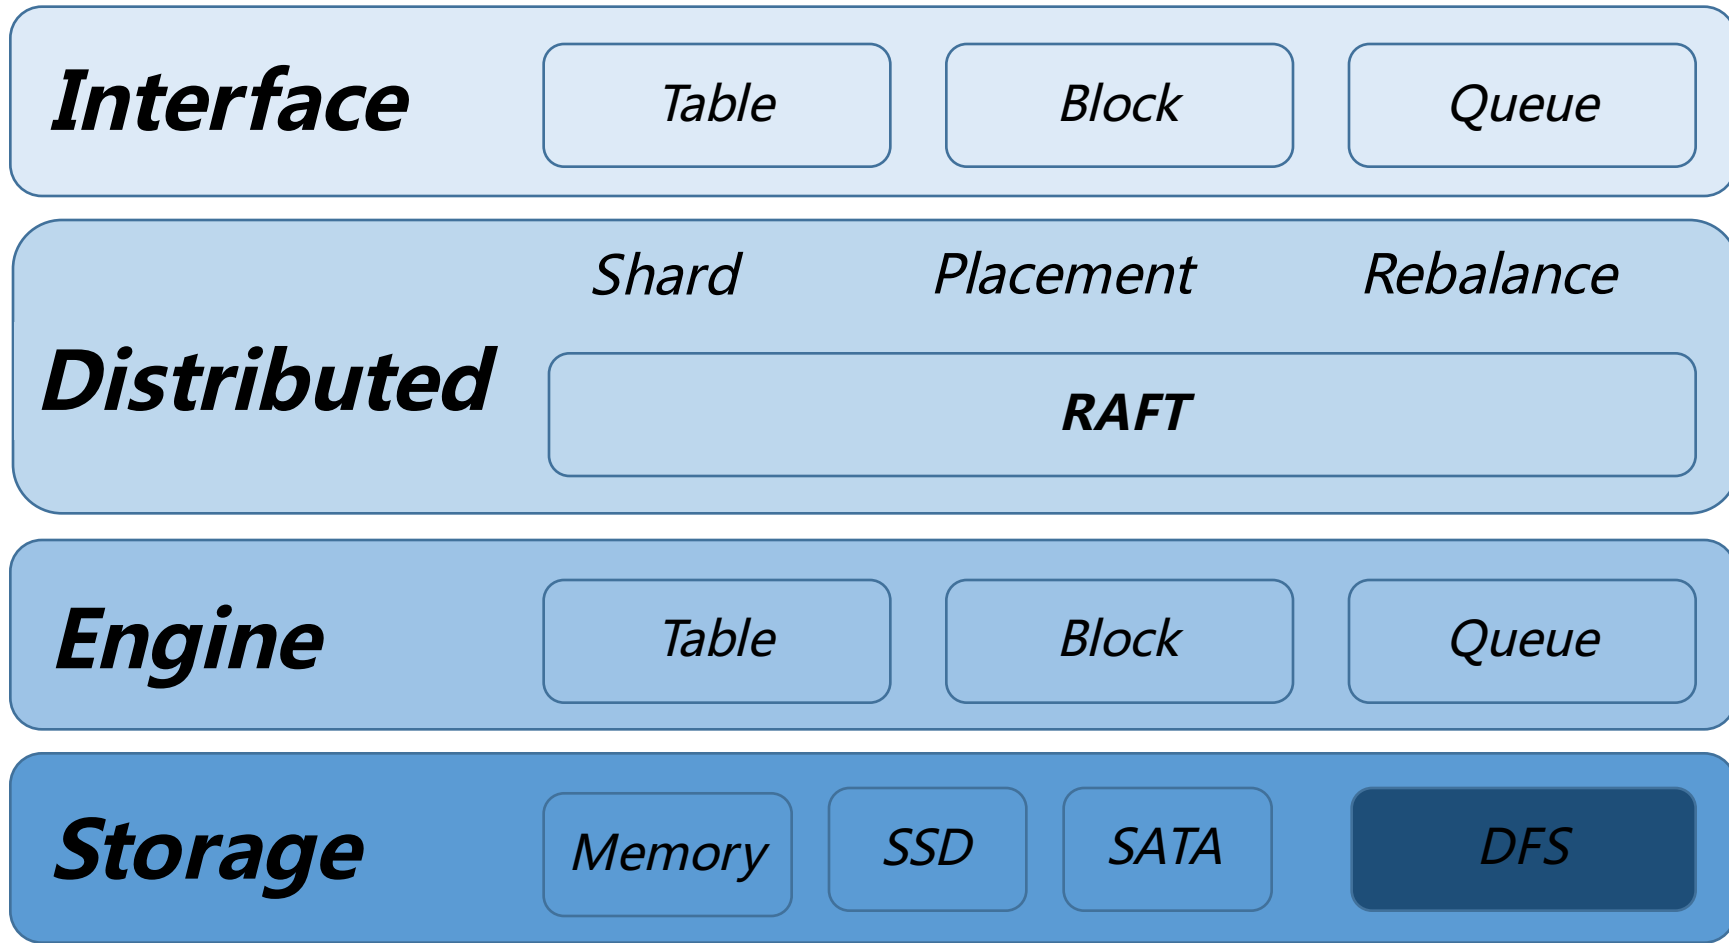 Interface
Table
Block
Queue
Shard
Placement
Rebalance
Distributed
RAFT
Engine
Table
Block
Queue
Storage
Memory
SSD
SATA
DFS